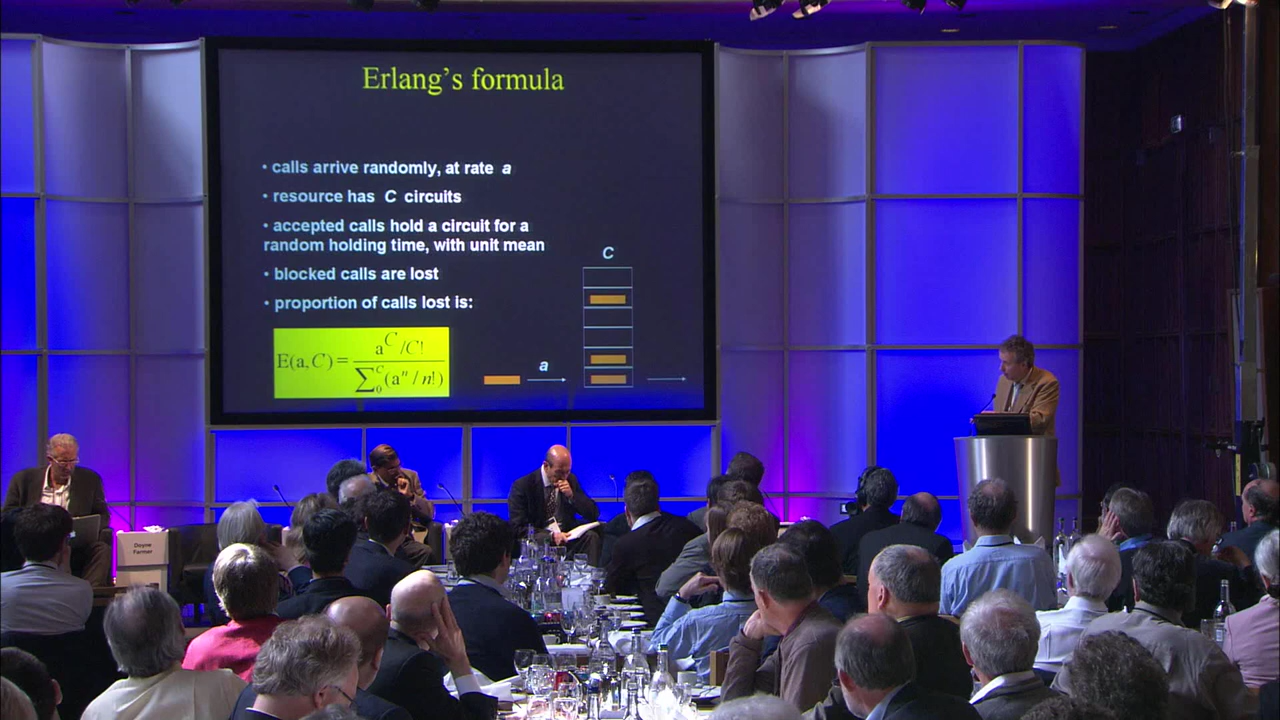 Erlang's formula
• calls arrive randomly, at rate a
• resource has C circuits
• accepted calls hold a circuit for a
random holding time, with unit mean
• blocked calls are lost
• proportion of calls lost is:
C
E(a,C) = a^C/C! / ∑_0^C(a^n/n!)
a
Doyne
Farmer